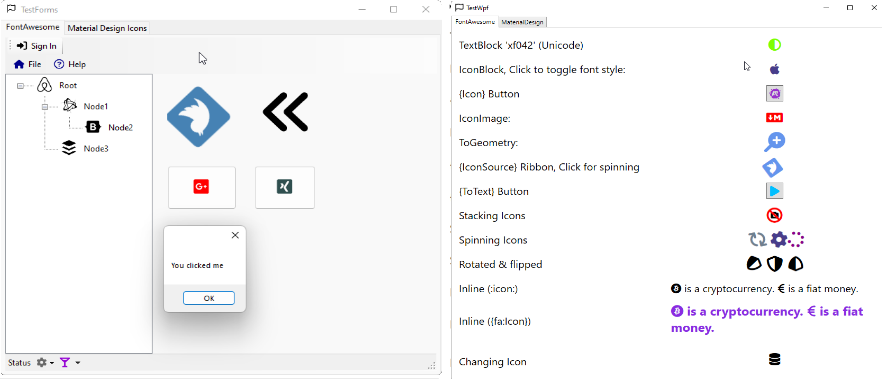 TestForms
FontAwesome Material Design Icons
Sign In
File Help
Root
Node1
Node2
Node3
You clicked me
OK
Status
TestWpf
FontAwesome MaterialDesign
TextBlock 'xf042' (Unicode)
IconBlock, Click to toggle font style:
{Icon} Button
IconImage:
ToGeometry:
{IconSource} Ribbon, Click for spinning
{ToText} Button
Stacking Icons
Spinning Icons
Rotated & flipped
Inline (:icon:) is a cryptocurrency. is a fiat money.
Inline ({fa:Icon}) is a cryptocurrency. is a fiat
money.
Changing Icon